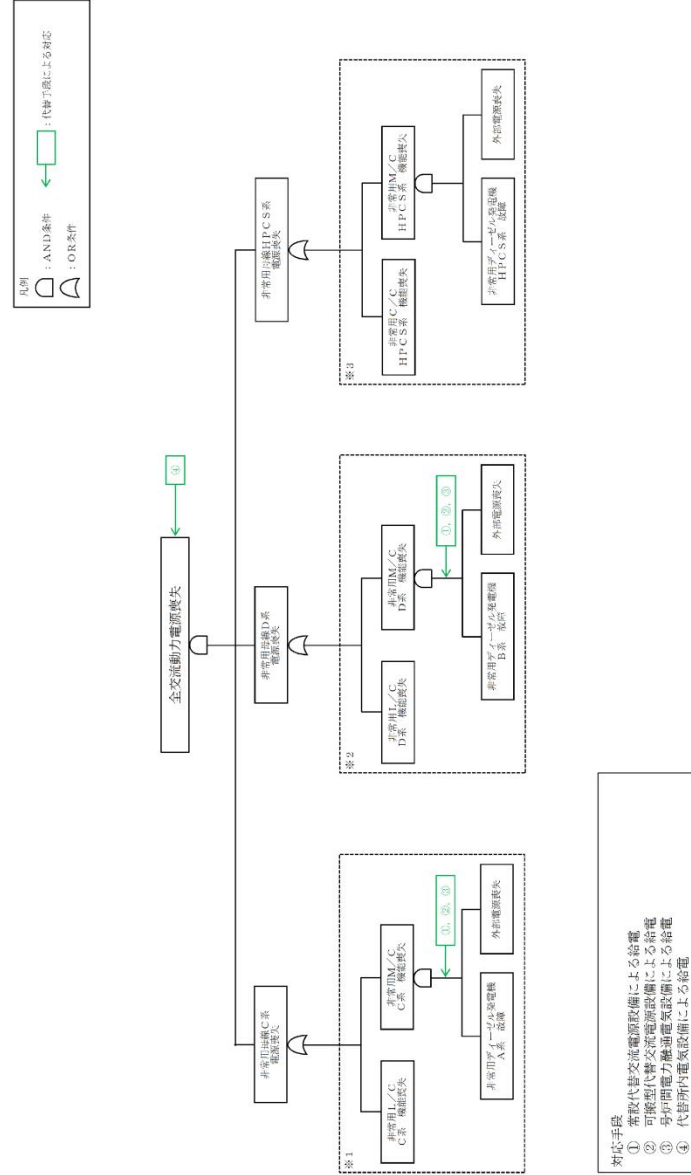 凡例
：AND条件
：OR条件
：代替手段による対応
全交流動力電源喪失
④
非常用母線C系
電源喪失
非常用母線D系
電源喪失
非常用母線HPCS系
電源喪失
※1
非常用L／C
C系 機能喪失
非常用M／C
C系 機能喪失
①，②，③
非常用ディーゼル発電機
A系 故障
外部電源喪失
※2
非常用L／C
D系 機能喪失
非常用M／C
D系 機能喪失
①，②，③
非常用ディーゼル発電機
B系 故障
外部電源喪失
※3
非常用C／C
HPCS系 機能喪失
非常用M／C
HPCS系 機能喪失
非常用ディーゼル発電機
HPCS系 故障
外部電源喪失
対応手段
① 常設代替交流電源設備による給電
② 可搬型代替交流電源設備による給電
③ 号炉間電力融通電気設備による給電
④ 代替所内電気設備による給電